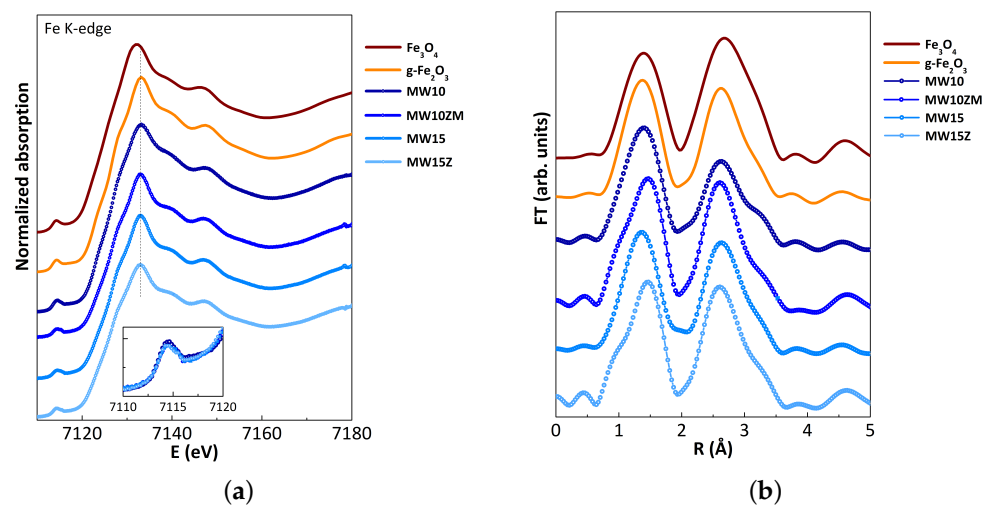 Fe K-edge
Normalized absorption
Fe3O4
g-Fe2O3
MW10
MW10ZM
MW15
MW15Z
7110 7115 7120
7120 7140 7160 7180
E (eV)
(a)
FT (arb. units)
Fe3O4
g-Fe2O3
MW10
MW10ZM
MW15
MW15Z
0 1 2 3 4 5
R (Å)
(b)